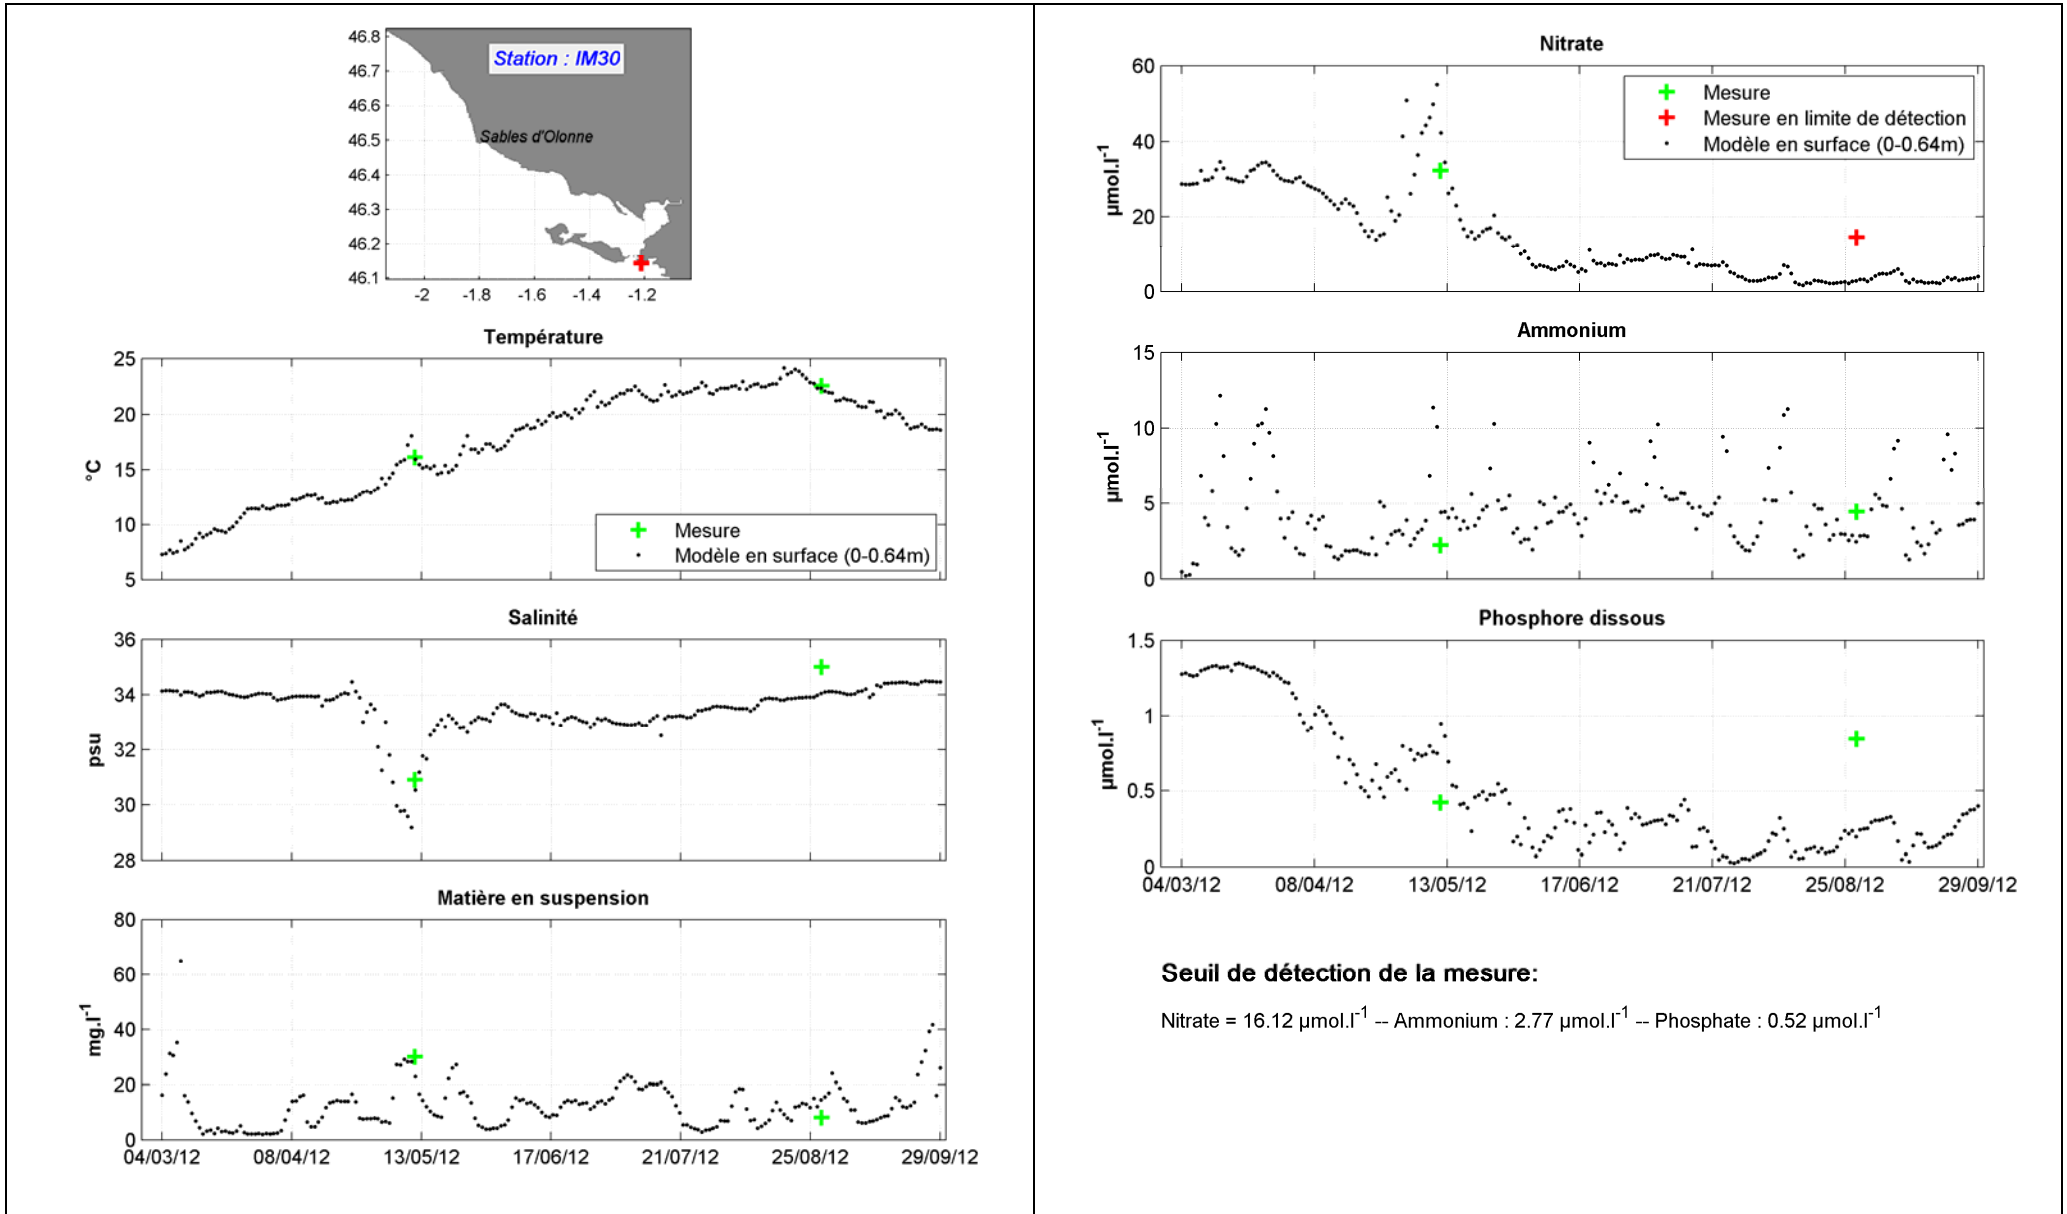 Station : IM30
Sables d'Olonne
46.8
46.7
46.6
46.5
46.4
46.3
46.2
46.1
-2 -1.8 -1.6 -1.4 -1.2
Température
25
20
15
10
5
°C
Mesure
Modèle en surface (0-0.64m)
Salinité
36
34
32
30
28
psu
Matière en suspension
80
60
40
20
0
mg.l-1
04/03/12 08/04/12 13/05/12 17/06/12 21/07/12 25/08/12 29/09/12
Nitrate
60
40
20
0
µmol.l-1
Mesure
Mesure en limite de détection
Modèle en surface (0-0.64m)
Ammonium
15
10
5
0
µmol.l-1
Phosphore dissous
1.5
1
0.5
0
µmol.l-1
04/03/12 08/04/12 13/05/12 17/06/12 21/07/12 25/08/12 29/09/12
Seuil de détection de la mesure:
Nitrate = 16.12 µmol.l-1 -- Ammonium : 2.77 µmol.l-1 -- Phosphate : 0.52 µmol.l-1